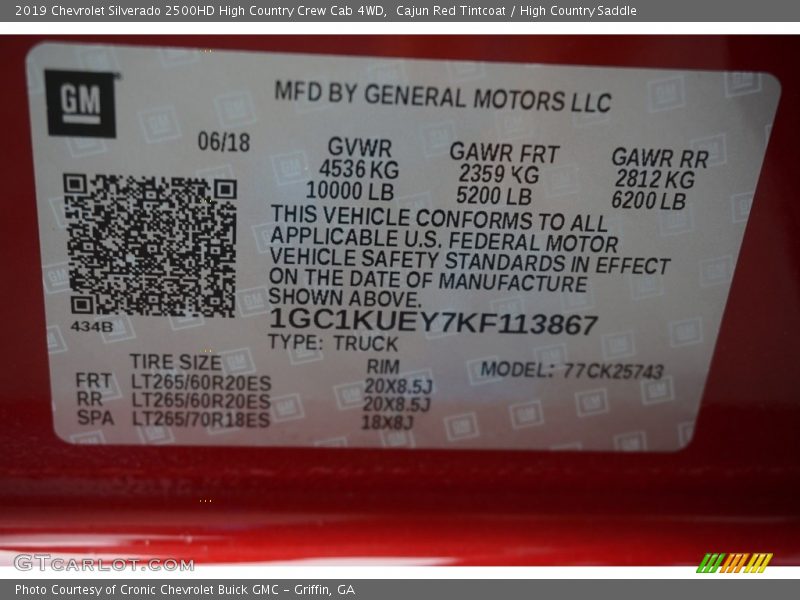 2019 Chevrolet Silverado 2500HD High Country Crew Cab 4WD, Cajun Red Tintcoat / High Country Saddle
GM
MFD BY GENERAL MOTORS LLC
06/18
GVWR GAWR FRT GAWR RR
4536 KG 2359 KG 2812 KG
10000 LB 5200 LB 6200 LB
THIS VEHICLE CONFORMS TO ALL
APPLICABLE U.S. FEDERAL MOTOR
VEHICLE SAFETY STANDARDS IN EFFECT
ON THE DATE OF MANUFACTURE
SHOWN ABOVE.
434B
1GC1KUEY7KF113867
TYPE: TRUCK
TIRE SIZE RIM MODEL: 77CK25743
FRT LT265/60R20ES 20X8.5J
RR LT265/60R20ES 20X8.5J
SPA LT265/70R18ES 18X8J
GTCARLOT.COM
Photo Courtesy of Cronic Chevrolet Buick GMC – Griffin, GA